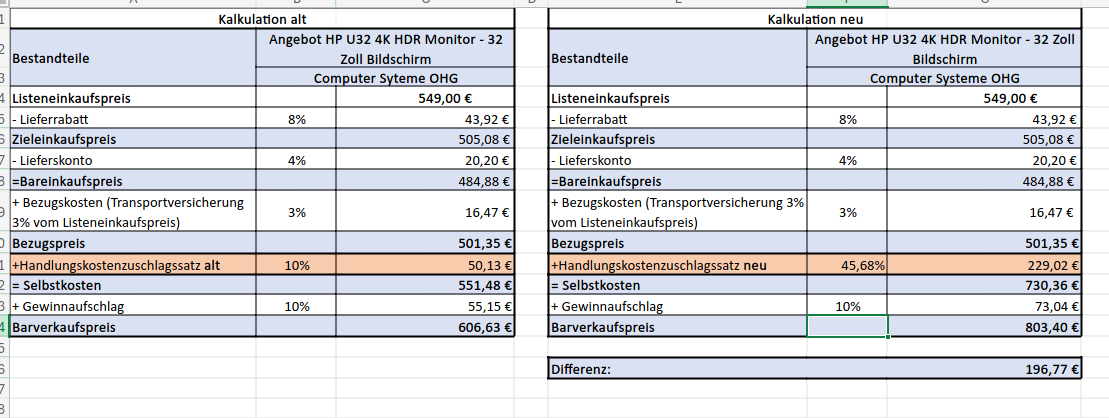 Kalkulation alt Kalkulation neu
Bestandteile Angebot HP U32 4K HDR Monitor - 32 Zoll Bildschirm Bestandteile Angebot HP U32 4K HDR Monitor - 32 Zoll Bildschirm
Computer Syteme OHG Computer Systeme OHG
Listeneinkaufspreis 549,00 € Listeneinkaufspreis 549,00 €
- Lieferrabatt 8% 43,92 € - Lieferrabatt 8% 43,92 €
Zieleinkaufspreis 505,08 € Zieleinkaufspreis 505,08 €
- Lieferskonto 4% 20,20 € - Lieferskonto 4% 20,20 €
=Bareinkaufspreis 484,88 € =Bareinkaufspreis 484,88 €
+ Bezugskosten (Transportversicherung 3% vom Listeneinkaufspreis) 3% 16,47 € + Bezugskosten (Transportversicherung 3% vom Listeneinkaufspreis) 3% 16,47 €
Bezugspreis 501,35 € Bezugspreis 501,35 €
+Handlungskostenzuschlagssatz alt 10% 50,13 € +Handlungskostenzuschlagssatz neu 45,68% 229,02 €
= Selbstkosten 551,48 € = Selbstkosten 730,36 €
+ Gewinnaufschlag 10% 55,15 € + Gewinnaufschlag 10% 73,04 €
Barverkaufspreis 606,63 € Barverkaufspreis 803,40 €
Differenz: 196,77 €